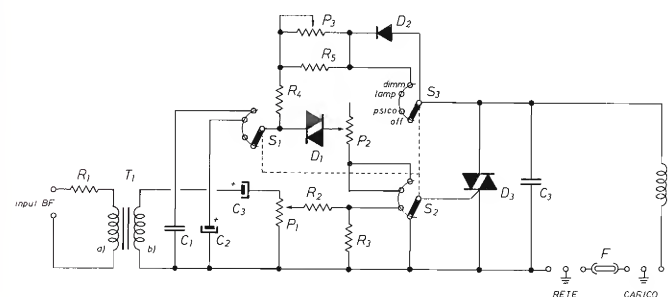 P3
D2
R5
R4
dimm
lamp
psico
off
S3
S1
D1
P2
R1
T1
input BF
a)
b)
C1
+
C2
+
C3
P1
R2
R3
S2
D3
C3
F
RETE
CARICO